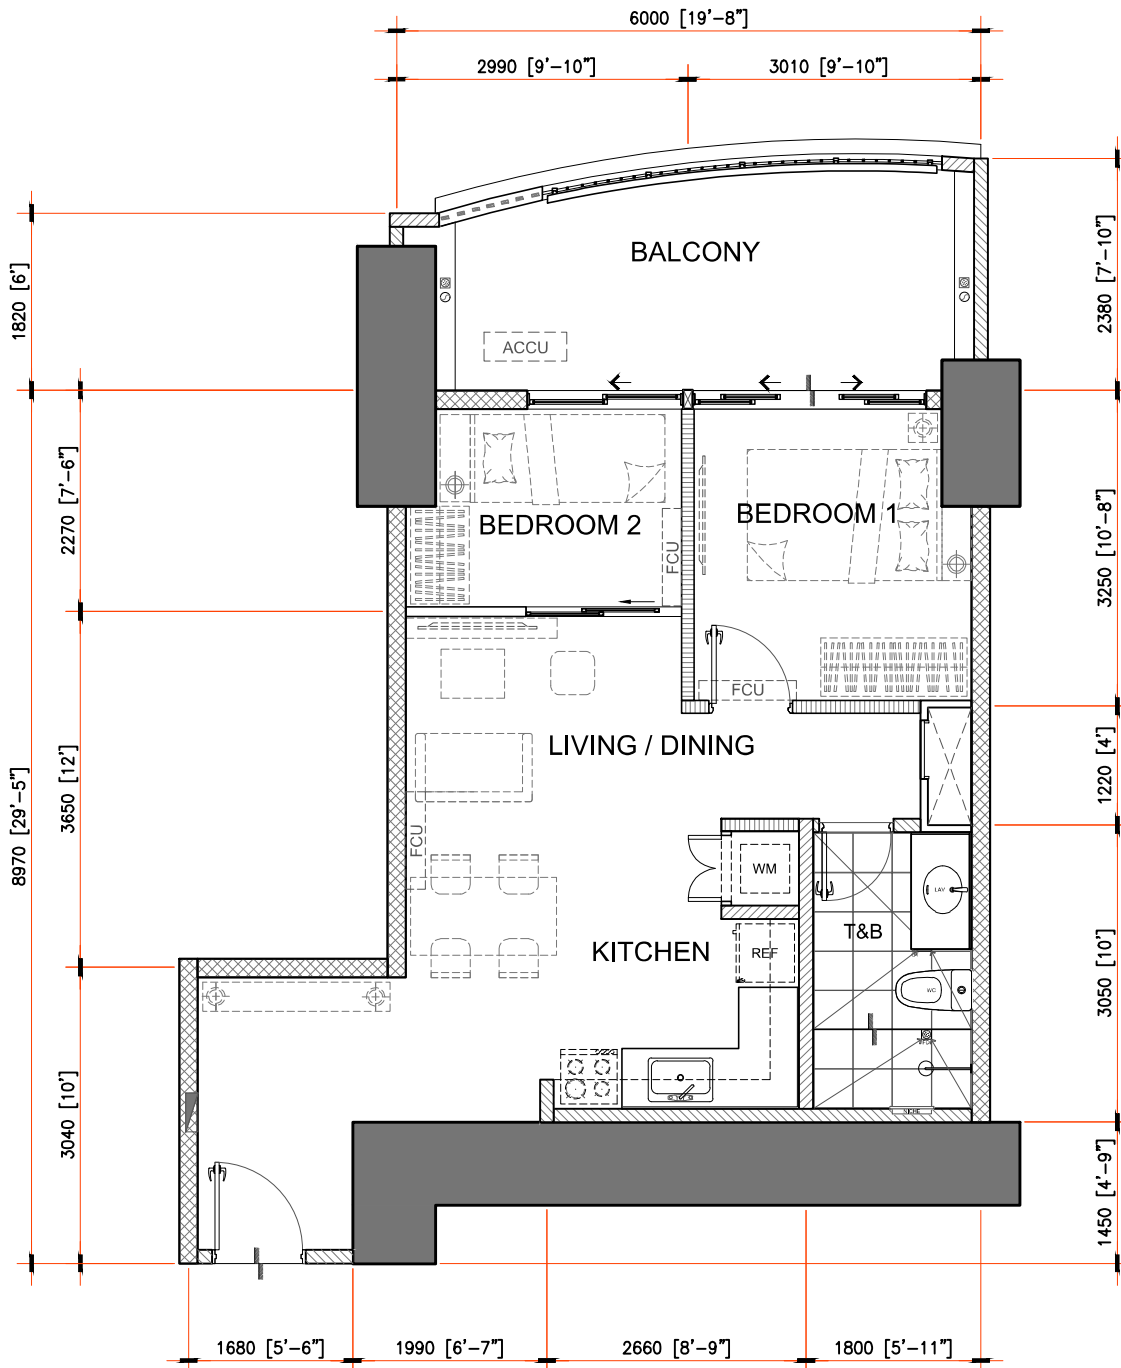 6000 [19'-8"]
2990 [9'-10"]
3010 [9'-10"]
BALCONY
1820 [6"]
2380 [7'-10"]
ACCU
BEDROOM 2
BEDROOM 1
FCU
2270 [7'-6"]
3250 [10'-8"]
FCU
LIVING / DINING
3650 [12']
8970 [29'-5"]
1220 [4']
FCU
WM
LAV
T&B
KITCHEN
REF
WC
3050 [10']
3040 [10']
NICHE
1450 [4'-9"]
1680 [5'-6"]
1990 [6'-7"]
2660 [8'-9"]
1800 [5'-11"]